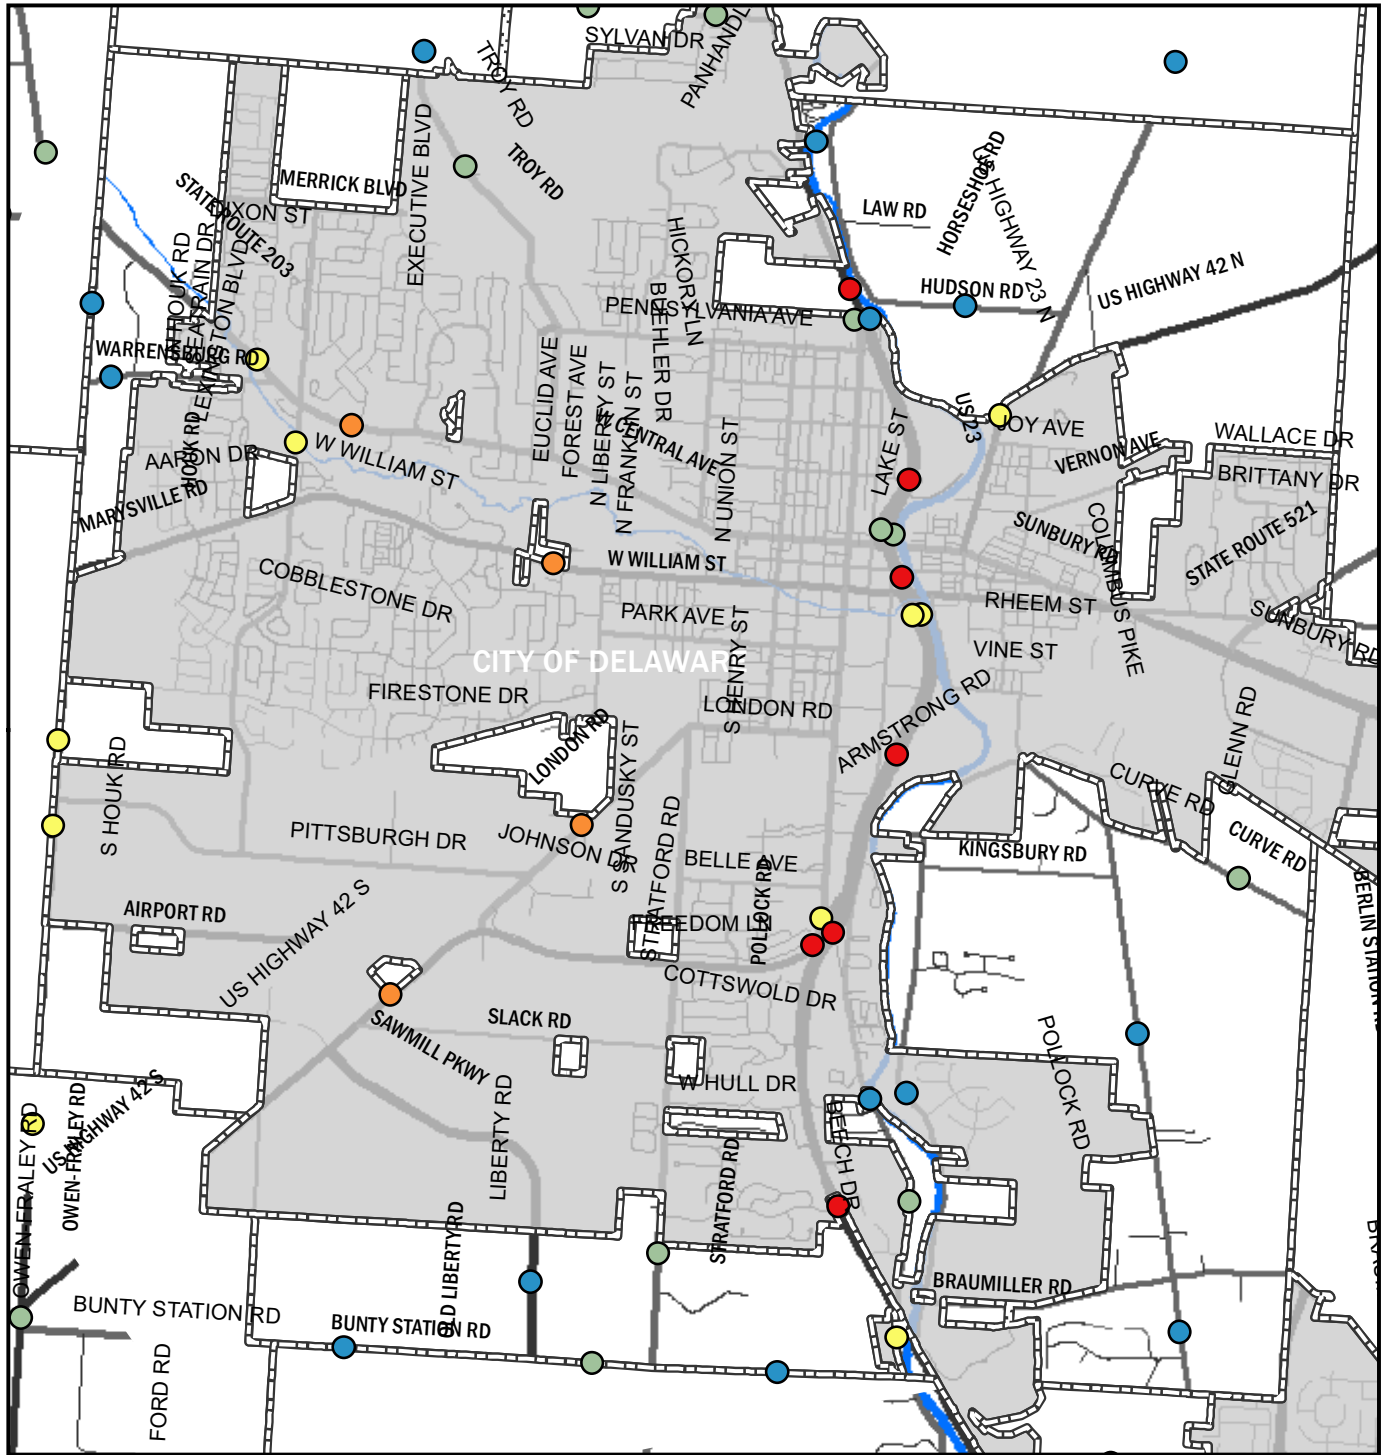 SYLVAN DR
PANHANDL
TROY RD
TROY RD
EXECUTIVE BLVD
MERRICK BLVD
DIXON ST
STATE ROUTE 203
LAW RD
HORSESHOE RD
US HIGHWAY 23 N
US HIGHWAY 42 N
HUDSON RD
HICKORY LN
PENNSYLVANIA AVE
BUEHLER DR
N HOUK RD
LEXINGTON BLVD
WARRENSBURG RD
EUCLID AVE
FOREST AVE
N LIBERTY ST
N FRANKLIN ST
W CENTRAL AVE
N UNION ST
LAKE ST
US 23
JOY AVE
VERNON AVE
WALLACE DR
BRITTANY DR
HOUK RD
AARON DR
W WILLIAM ST
MARYSVILLE RD
COLUMBUS PIKE
SUNBURY RD
STATE ROUTE 521
W WILLIAM ST
COBBLESTONE DR
PARK AVE
RHEEM ST
SUNBURY RD
VINE ST
S HENRY ST
CITY OF DELAWARE
FIRESTONE DR
LONDON RD
ARMSTRONG RD
GLENN RD
LONDON RD
S HOUK RD
S SANDUSKY ST
CURVE RD
PITTSBURGH DR
JOHNSON DR
STRATFORD RD
BELLE AVE
KINGSBURY RD
CURVE RD
POLLOCK RD
AIRPORT RD
US HIGHWAY 42 S
FREEDOM LN
COTTSWOLD DR
BERLIN STATION R
SAWMILL PKWY
SLACK RD
POLLOCK RD
W HULL DR
US HIGHWAY 42 S
OWEN-FRALEY RD
OWEN-FRALEY RD
LIBERTY RD
BEECH DR
STRATFORD RD
OLD LIBERTY RD
BRAUMILLER RD
BUNTY STATION RD
BUNTY STATION RD
FORD RD